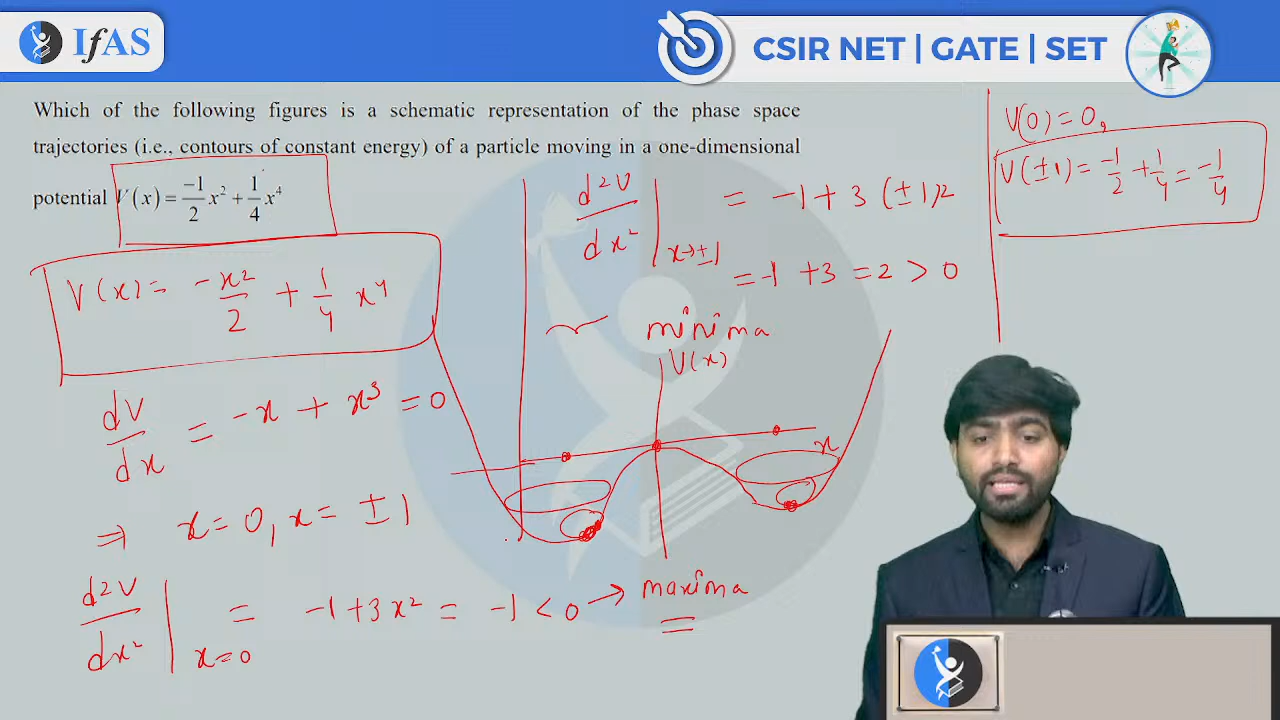 IfAS
CSIR NET | GATE | SET
Which of the following figures is a schematic representation of the phase space
trajectories (i.e., contours of constant energy) of a particle moving in a one-dimensional
potential V(x) = -1/2 x² + 1/4 x⁴
V(x) = -x²/2 + 1/4 x⁴
dV/dx = -x + x³ = 0
⇒ x = 0, x = ±1
d²V/dx² | x=0 = -1 + 3x² = -1 < 0 → maxima
d²V/dx² | x→±1 = -1 + 3(±1)2
= -1 + 3 = 2 > 0
minima
V(x)
x
V(0) = 0,
V(±1) = -1/2 + 1/4 = -1/4